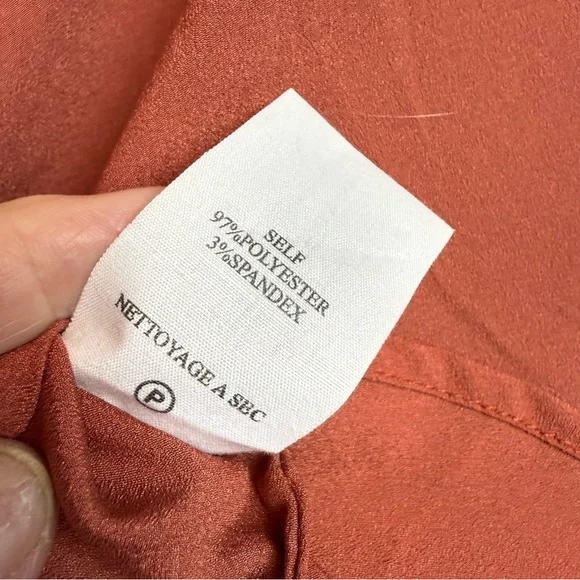 SELF
97%POLYESTER
3%SPANDEX
NETTOYAGE A SEC
P